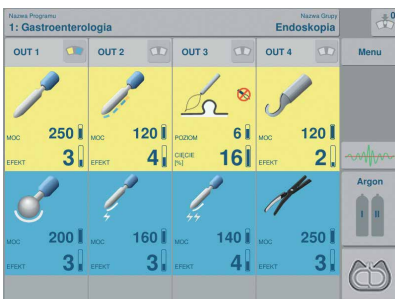 Nazwa Programu
Nazwa Grupy
1: Gastroenterologia
Endoskopia
0
OUT 1
OUT 2
OUT 3
OUT 4
Menu
MOC 250
MOC 120
POZIOM 6
MOC 120
EFEKT 3
EFEKT 4
CIĘCIE [%] 16
EFEKT 2
Argon
I II
MOC 200
MOC 160
MOC 140
MOC 250
EFEKT 3
EFEKT 3
EFEKT 4
EFEKT 3